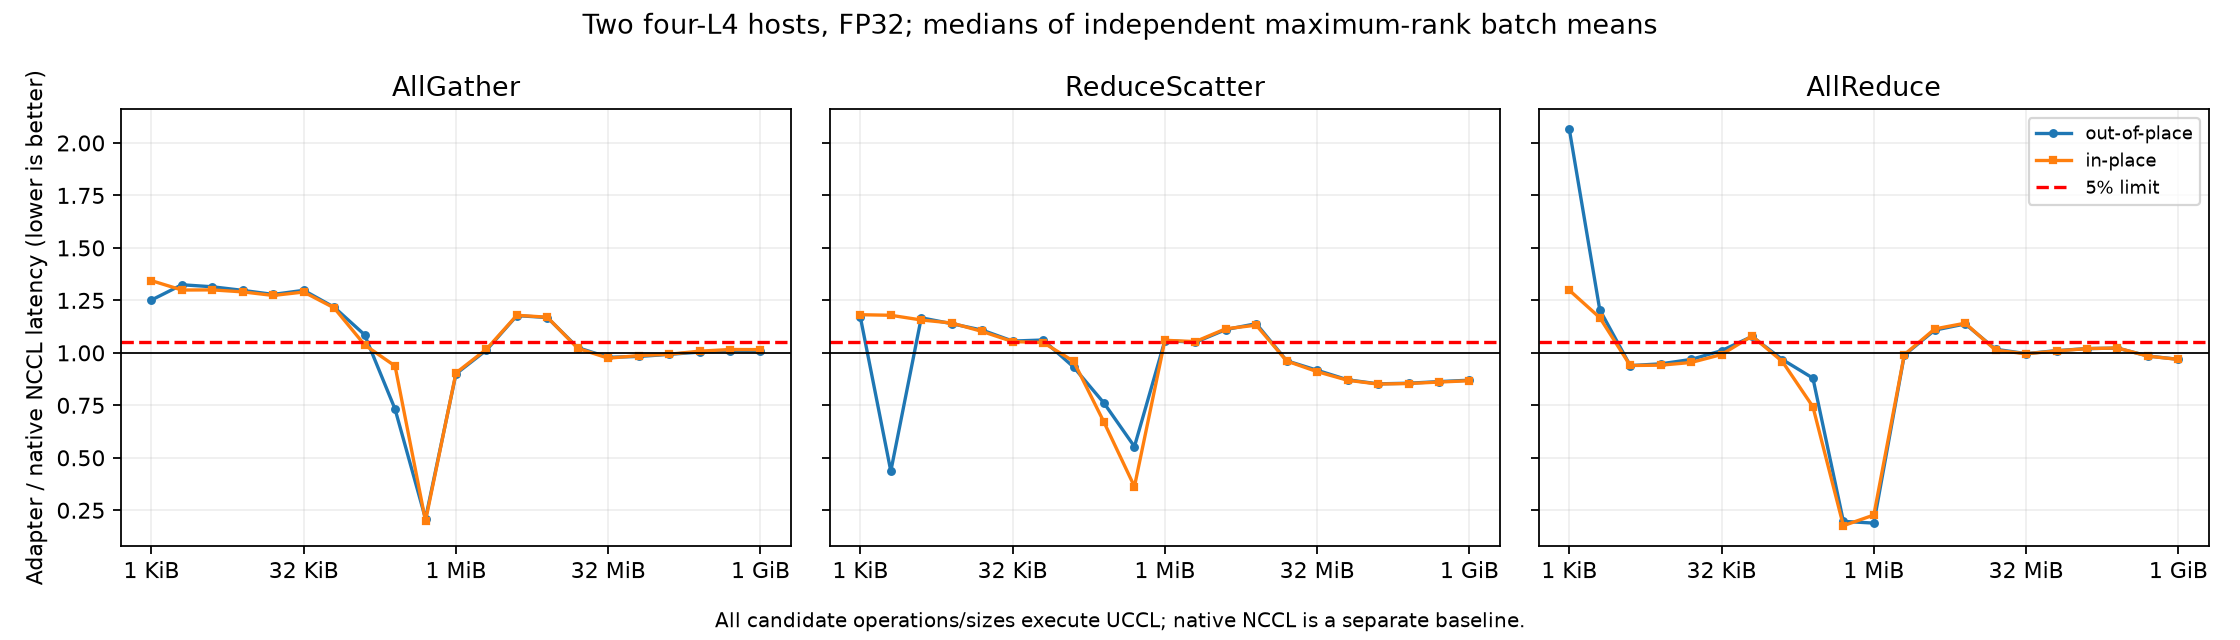 Two four-L4 hosts, FP32; medians of independent maximum-rank batch means
Adapter / native NCCL latency (lower is better)
AllGather
2.00
1.75
1.50
1.25
1.00
0.75
0.50
0.25
1 KiB
32 KiB
1 MiB
32 MiB
1 GiB
ReduceScatter
1 KiB
32 KiB
1 MiB
32 MiB
1 GiB
AllReduce
out-of-place
in-place
5% limit
1 KiB
32 KiB
1 MiB
32 MiB
1 GiB
All candidate operations/sizes execute UCCL; native NCCL is a separate baseline.